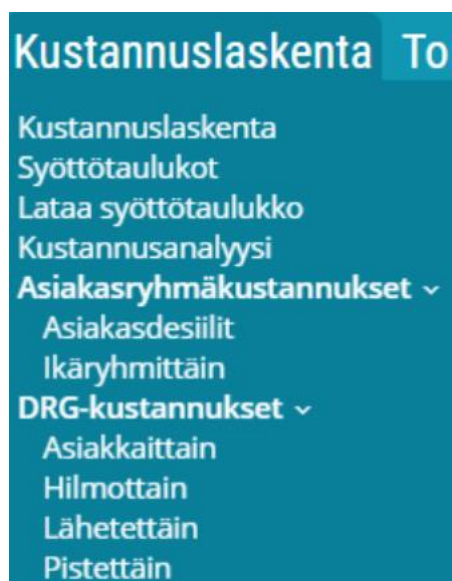 Kustannuslaskenta To
Kustannuslaskenta
Syöttötaulukot
Lataa syöttötaulukko
Kustannusanalyysi
Asiakasryhmäkustannukset
Asiakasdesiilit
Ikäryhmittäin
DRG-kustannukset
Asiakkaittain
Hilmottain
Lähetettäin
Pistettäin